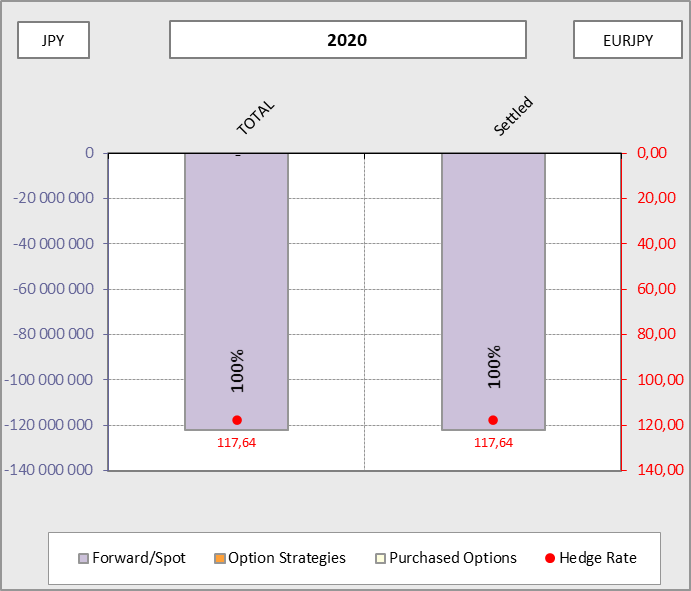 JPY 2020 EURJPY
TOTAL Settled
0 - 0,00
-20 000 000 20,00
-40 000 000 40,00
-60 000 000 60,00
-80 000 000 80,00
100% 100%
-100 000 000 100,00
-120 000 000 120,00
117,64 117,64
-140 000 000 140,00
Forward/Spot Option Strategies Purchased Options Hedge Rate